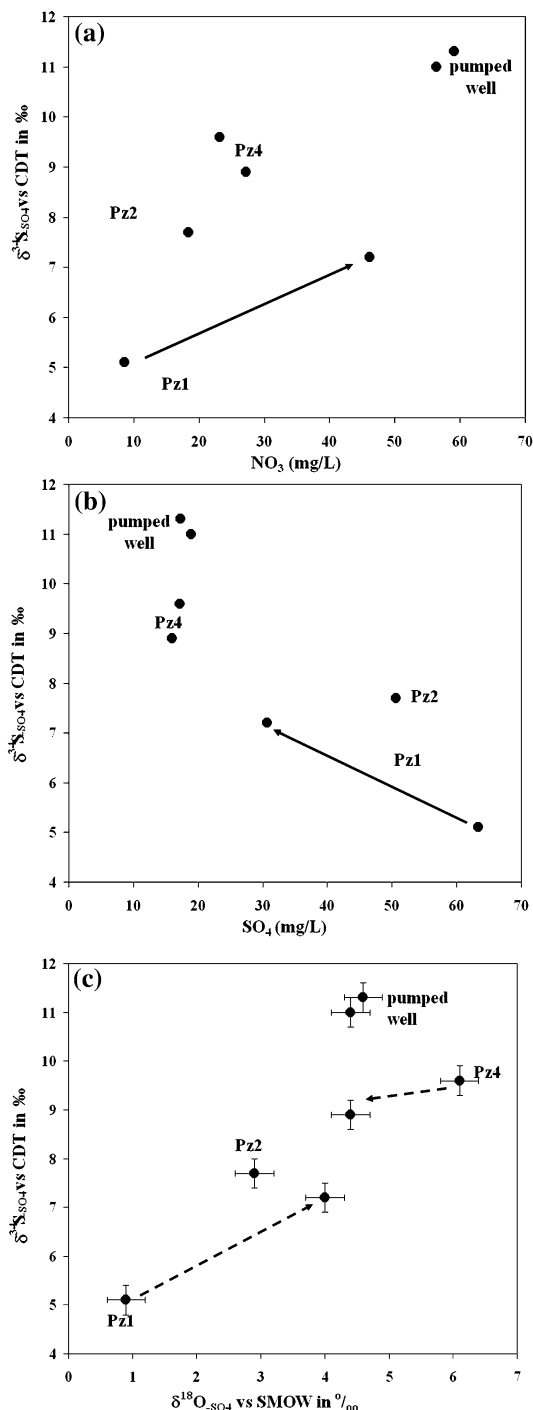 (a)
12
11
10
9
8
7
6
5
4
δ³⁴S-SO4 vs CDT in ‰
pumped
well
Pz4
Pz2
Pz1
0 10 20 30 40 50 60 70
NO₃ (mg/L)
(b)
12
11
10
9
8
7
6
5
4
δ³⁴S-SO4 vs CDT in ‰
pumped
well
Pz4
Pz2
Pz1
0 10 20 30 40 50 60 70
SO₄ (mg/L)
(c)
12
11
10
9
8
7
6
5
4
δ³⁴S-SO4 vs CDT in ‰
pumped
well
Pz4
Pz2
Pz1
0 1 2 3 4 5 6 7
δ¹⁸O-SO4 vs SMOW in ‰